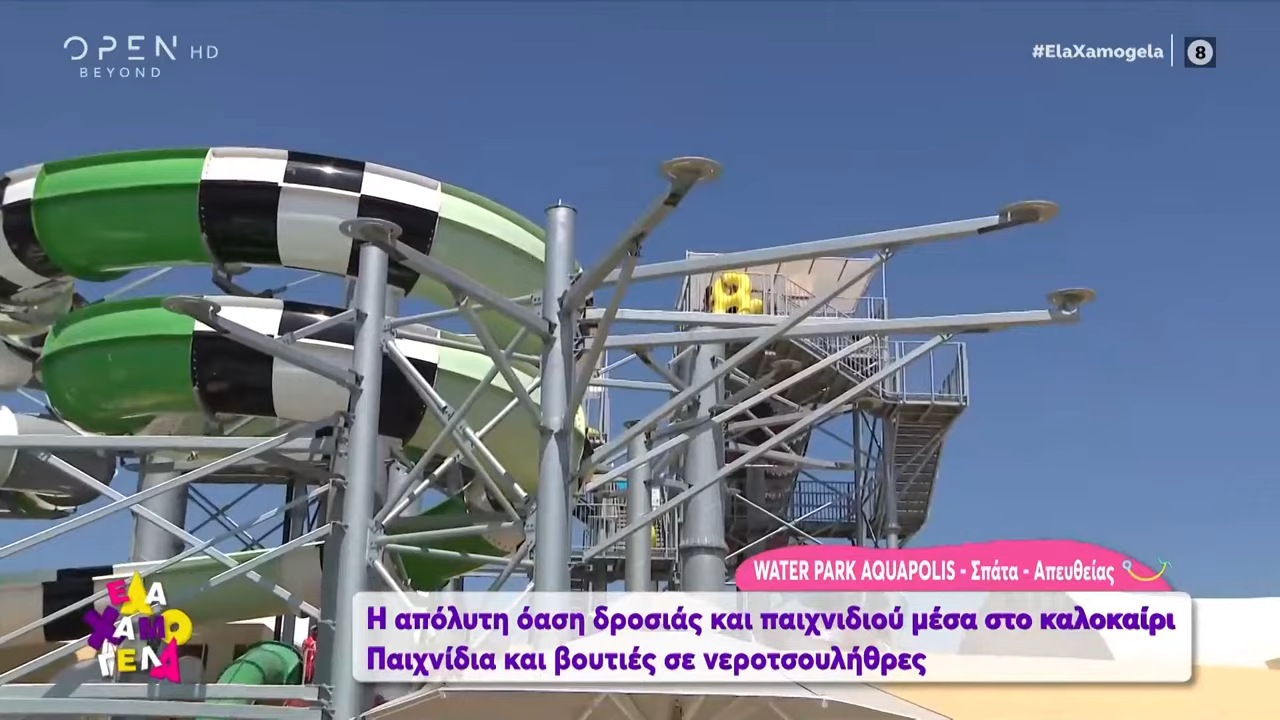 OPEN HD
BEYOND
#ElaXamogela
8
WATER PARK AQUAPOLIS - Σπάτα - Απευθείας
ΕΛΑ
ΧΑΜΟ
ΓΕΛΑ
Η απόλυτη όαση δροσιάς και παιχνιδιού μέσα στο καλοκαίρι
Παιχνίδια και βουτιές σε νεροτσουλήθρες